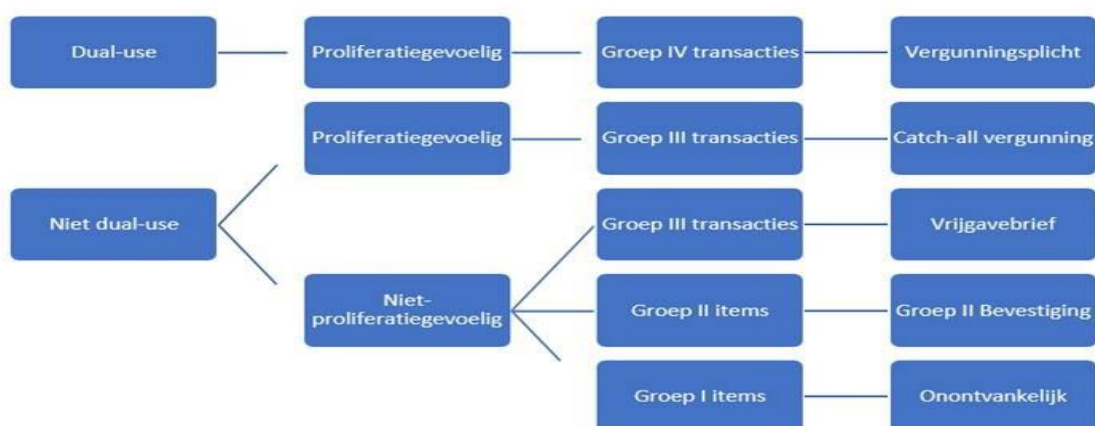 Dual-use
Proliferatiegevoelig
Groep IV transacties
Vergunningsplicht
Proliferatiegevoelig
Groep III transacties
Catch-all vergunning
Niet dual-use
Groep III transacties
Vrijgavebrief
Niet-
proliferatiegevoelig
Groep II items
Groep II Bevestiging
Groep I items
Onontvankelijk